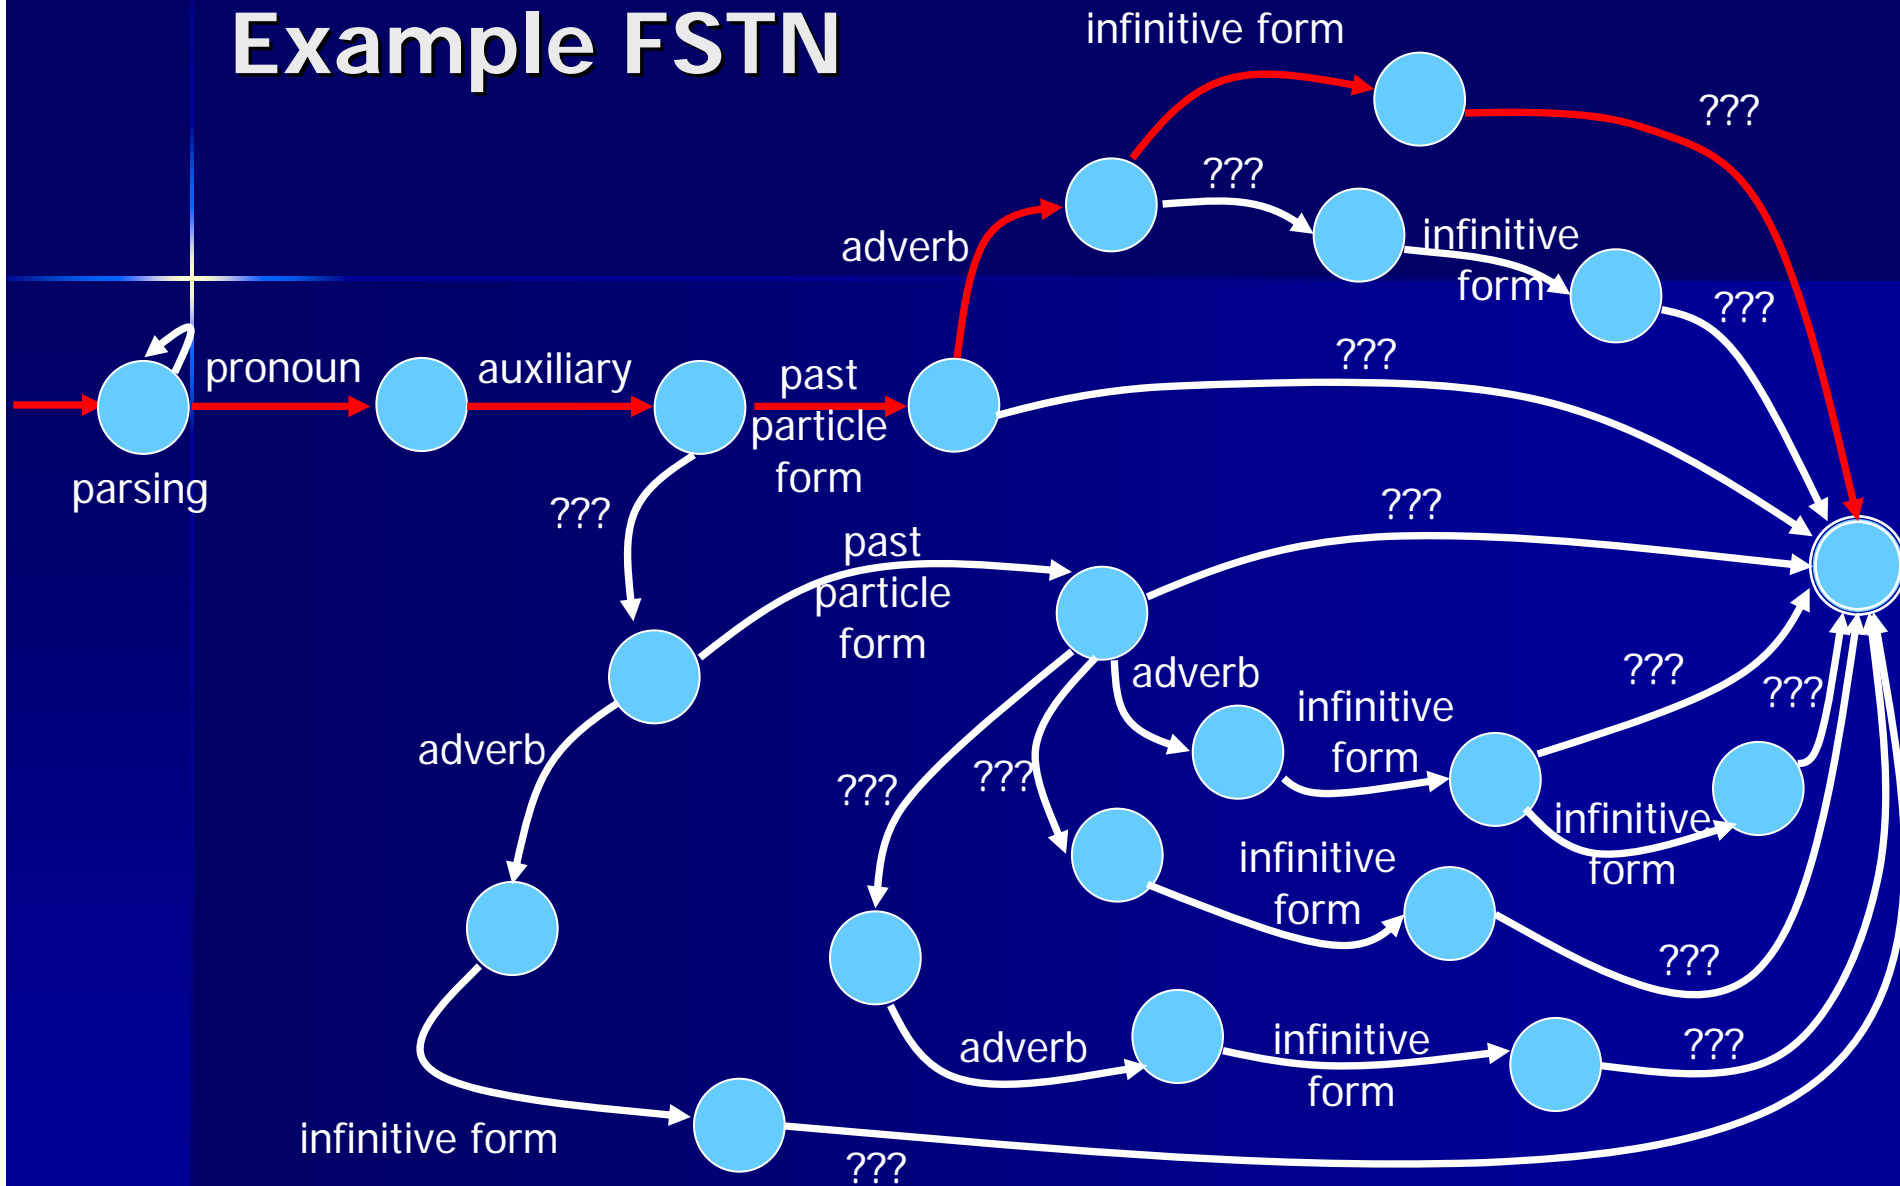 Example FSTN
infinitive form
???
???
adverb
infinitive
form
???
???
pronoun
auxiliary
past
particle
form
parsing
???
???
past
particle
form
adverb
???
???
infinitive
form
adverb
???
???
infinitive
form
infinitive
form
???
adverb
infinitive
form
???
infinitive form
???